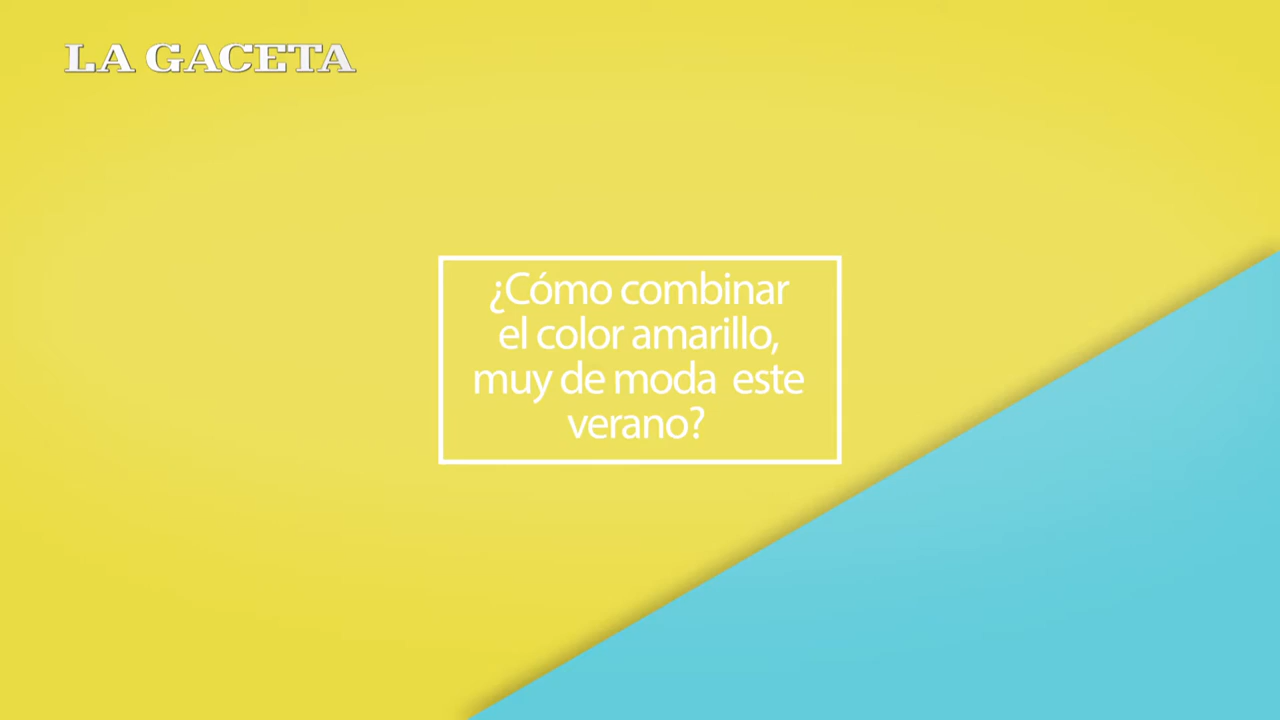 LA GACETA
¿Cómo combinar
el color amarillo,
muy de moda  este
verano?